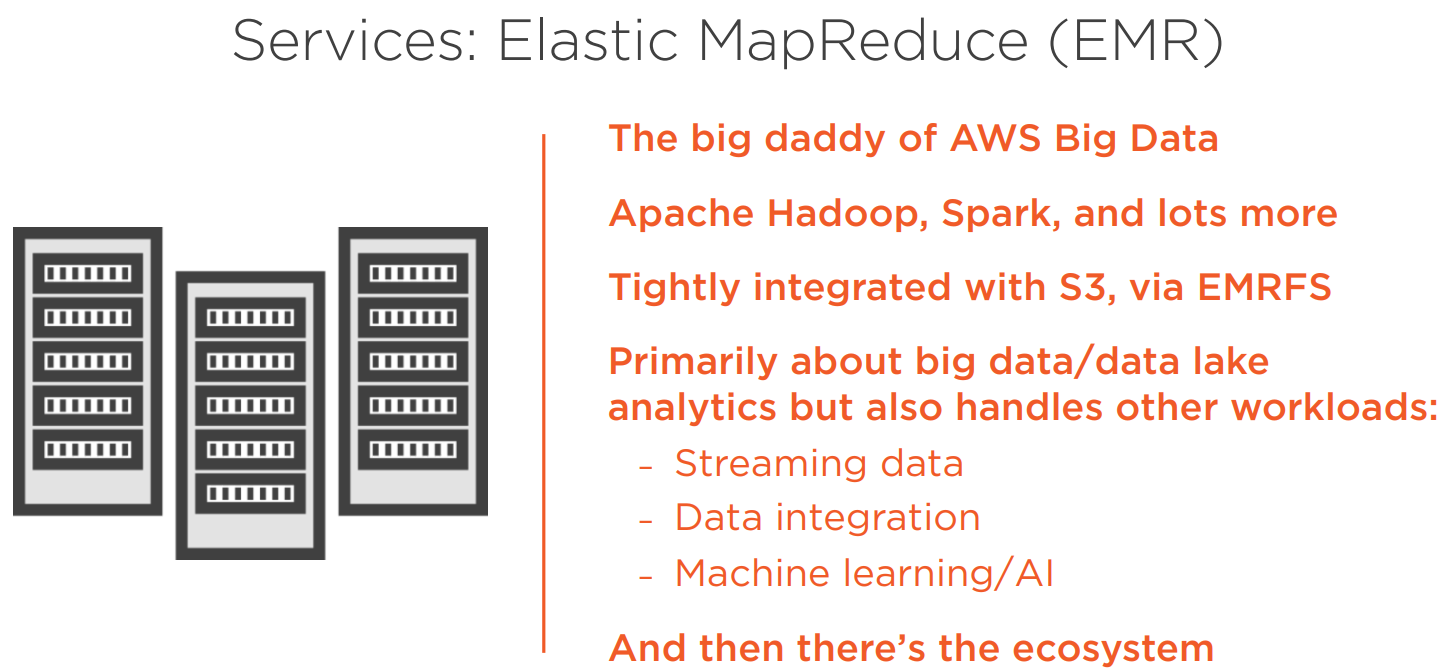 Services: Elastic MapReduce (EMR)
The big daddy of AWS Big Data
Apache Hadoop, Spark, and lots more
Tightly integrated with S3, via EMRFS
Primarily about big data/data lake
analytics but also handles other workloads:
- Streaming data
- Data integration
- Machine learning/AI
And then there’s the ecosystem